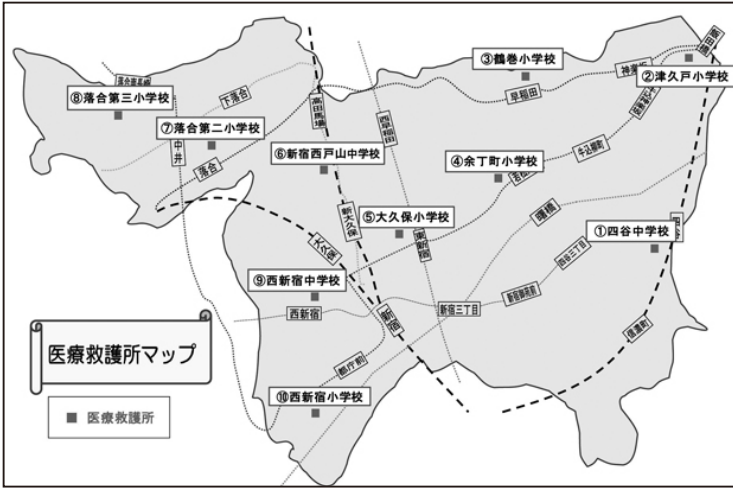 飯田橋
③鶴巻小学校
神楽坂
②津久戸小学校
⑧落合第三小学校
下落合
高田馬場
早稲田
西早稲田
⑦落合第二小学校
中井
⑥新宿西戸山中学校
④余丁町小学校
牛込柳町
落合
新大久保
⑤大久保小学校
曙橋
①四谷中学校
大久保
東新宿
四谷三丁目
⑨西新宿中学校
新宿御苑前
西新宿
新宿
新宿三丁目
信濃町
医療救護所マップ
都庁前
⑩西新宿小学校
■ 医療救護所